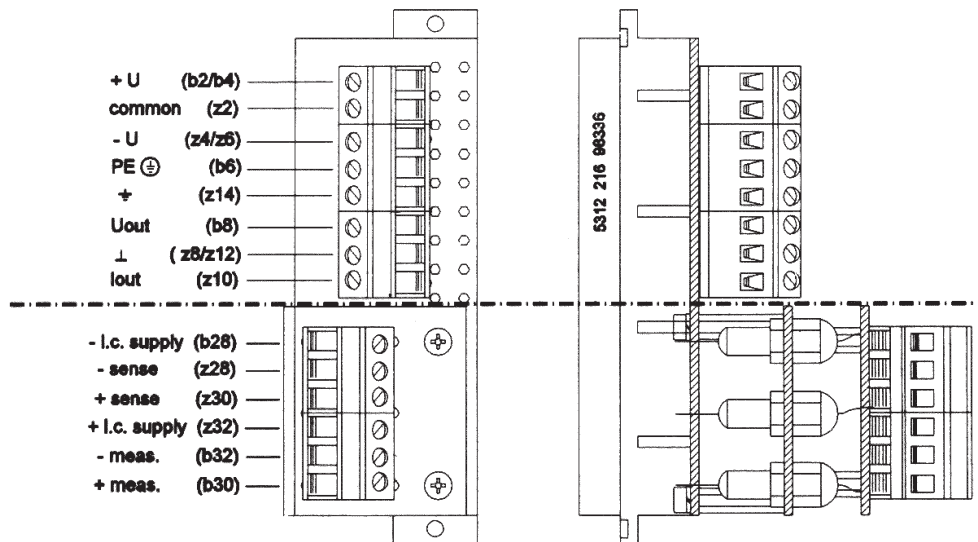 + U (b2/b4)
common (z2)
- U (z4/z6)
PE ⏚ (b6)
⏚ (z14)
Uout (b8)
⊥ ( z8/z12)
Iout (z10)
- l.c. supply (b28)
- sense (z28)
+ sense (z30)
+ l.c. supply (z32)
- meas. (b32)
+ meas. (b30)
5312 216 98336